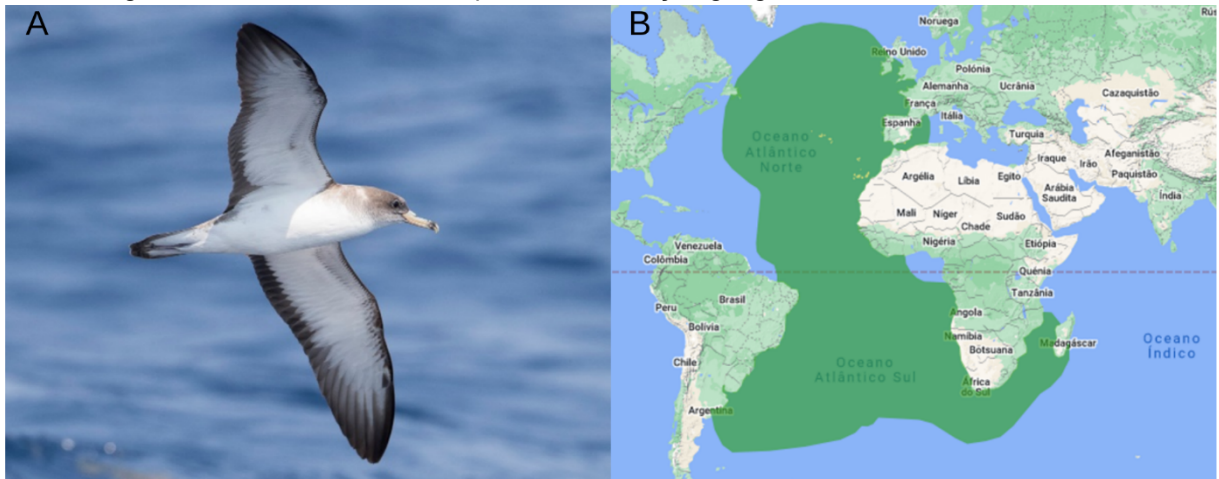 A
B
Noruega
Rús
Reino Unido
Polónia
Alemanha
Ucrânia
França
Cazaquistão
Espanha
Itália
Turquia
Oceano
Atlântico
Norte
Iraque
Irão
Afeganistão
Paquistão
Argélia
Líbia
Egito
Arábia
Saudita
Índia
Mali
Níger
Sudão
Chade
Nigéria
Etiópia
Venezuela
Colômbia
Quénia
Tanzânia
Brasil
Peru
Angola
Bolívia
Namíbia
Botsuana
Madagáscar
Oceano
Índico
Chile
Oceano
Atlântico Sul
África
do Sul
Argentina